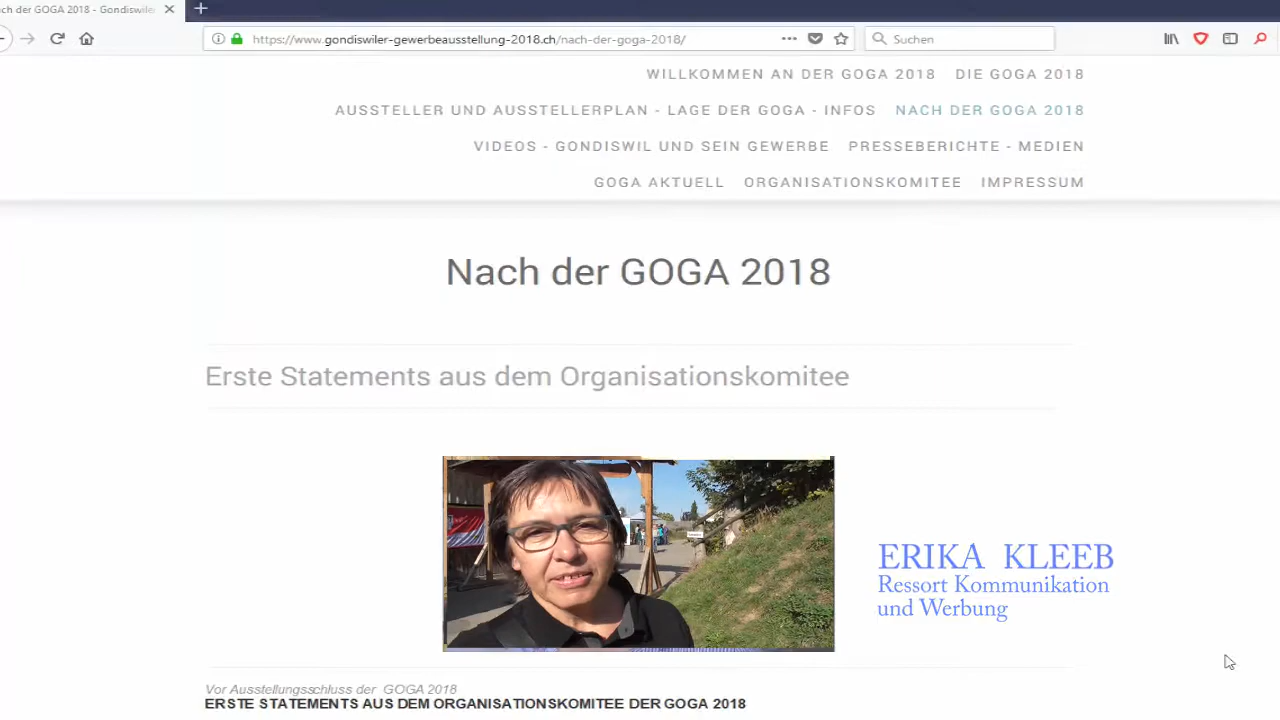 ch der GOGA 2018 - Gondiswiler
https://www.gondiswiler-gewerbeausstellung-2018.ch/nach-der-goga-2018/
Suchen
WILLKOMMEN AN DER GOGA 2018 DIE GOGA 2018
AUSSTELLER UND AUSSTELLERPLAN - LAGE DER GOGA - INFOS NACH DER GOGA 2018
VIDEOS - GONDISWIL UND SEIN GEWERBE PRESSEBERICHTE - MEDIEN
GOGA AKTUELL ORGANISATIONSKOMITEE IMPRESSUM
Nach der GOGA 2018
Erste Statements aus dem Organisationskomitee
ERIKA KLEEB
Ressort Kommunikation
und Werbung
Vor Ausstellungsschluss der GOGA 2018
ERSTE STATEMENTS AUS DEM ORGANISATIONSKOMITEE DER GOGA 2018